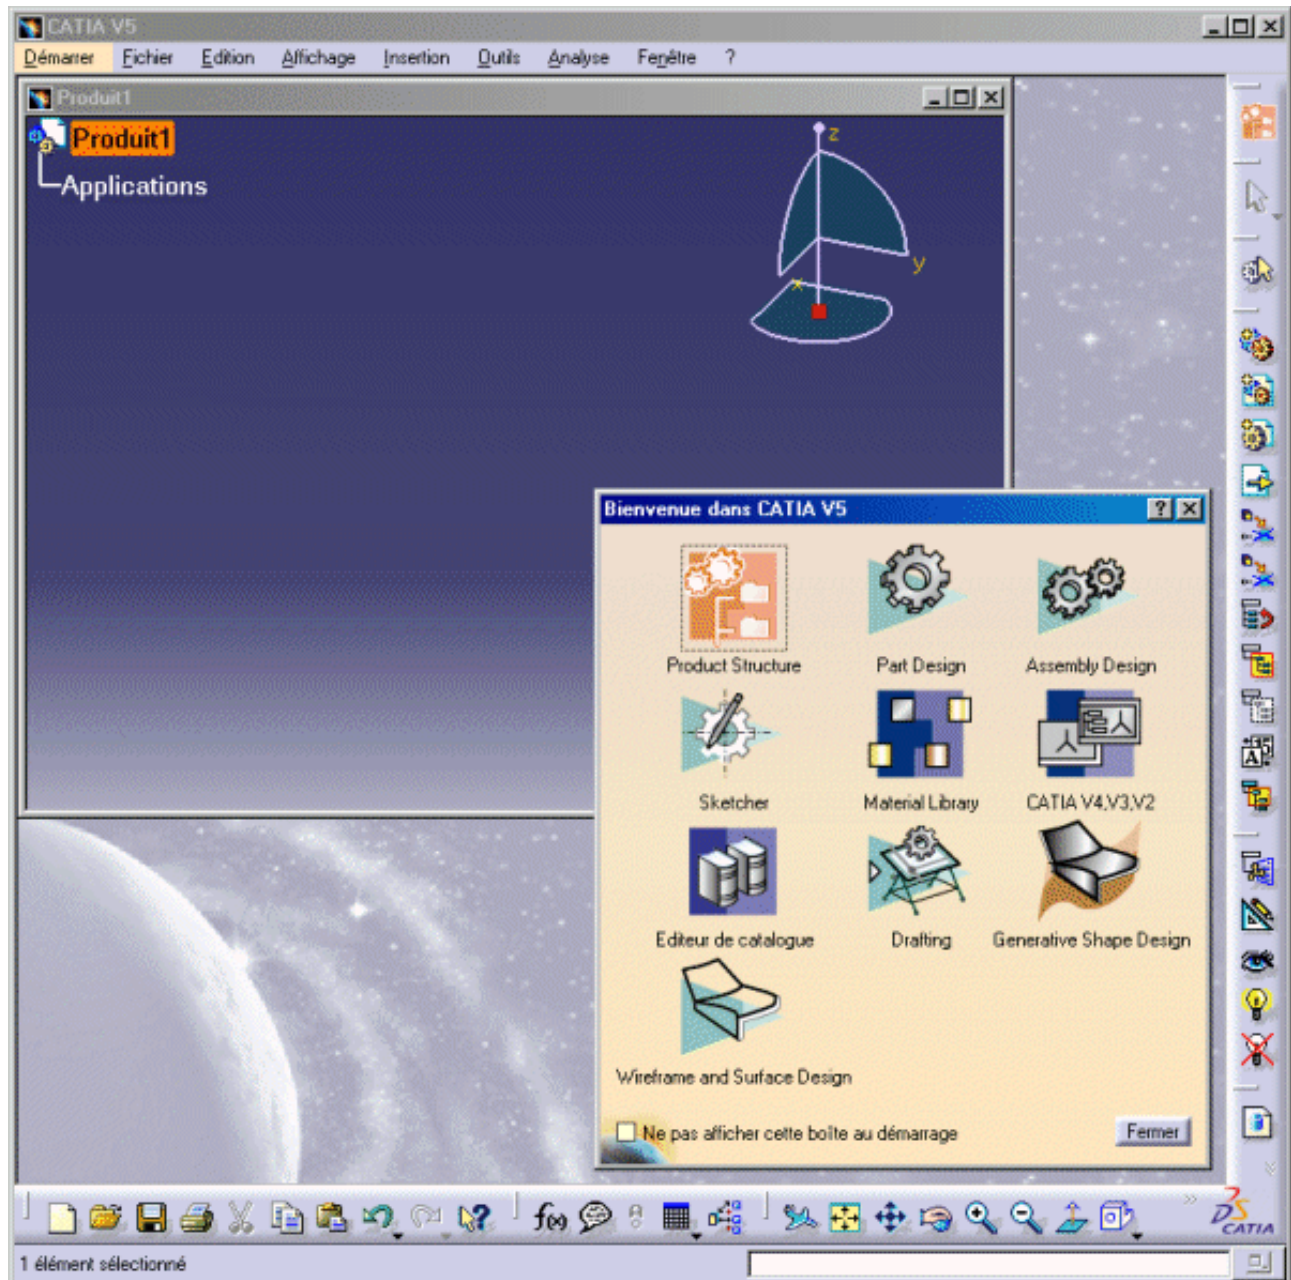 CATIA V5
Démarrer Fichier Edition Affichage Insertion Outils Analyse Fenêtre ?
Produit1
Produit1
Applications
z
y
x
Bienvenue dans CATIA V5
Product Structure Part Design Assembly Design
Sketcher Material Library CATIA V4,V3,V2
Editeur de catalogue Drafting Generative Shape Design
Wireframe and Surface Design
Ne pas afficher cette boîte au démarrage Fermer
f(x)
CATIA
1 élément sélectionné